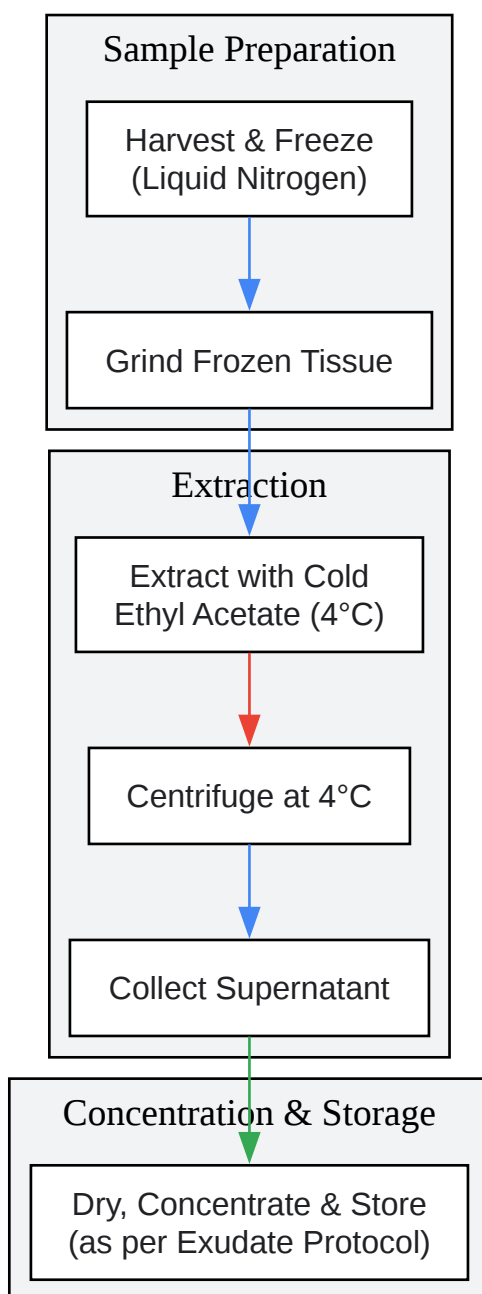 Sample Preparation
Harvest & Freeze
(Liquid Nitrogen)
Grind Frozen Tissue
Extraction
Extract with Cold
Ethyl Acetate (4°C)
Centrifuge at 4°C
Collect Supernatant
Concentration & Storage
Dry, Concentrate & Store
(as per Exudate Protocol)